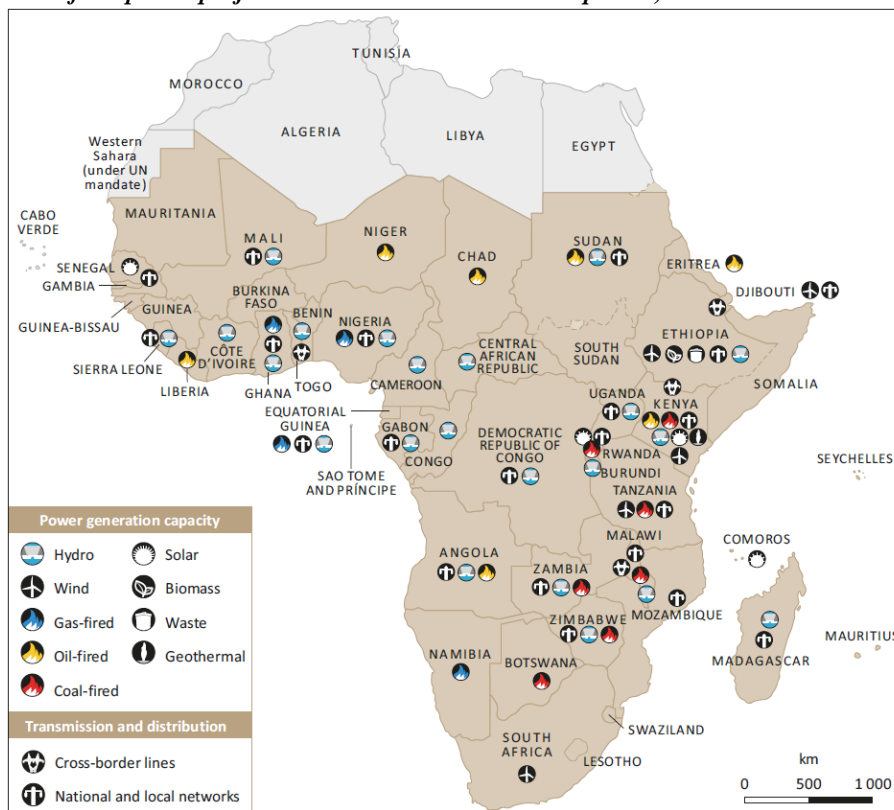 TUNISIA
MOROCCO
ALGERIA
LIBYA
EGYPT
Western
Sahara
(under UN
mandate)
CABO
VERDE
MAURITANIA
MALI
NIGER
CHAD
SUDAN
ERITREA
SENEGAL
GAMBIA
DJIBOUTI
GUINEA-BISSAU
GUINEA
BURKINA
FASO
BENIN
NIGERIA
CENTRAL
AFRICAN
REPUBLIC
SOUTH
SUDAN
ETHIOPIA
SOMALIA
SIERRA LEONE
CÔTE
D'IVOIRE
LIBERIA
GHANA
TOGO
CAMEROON
EQUATORIAL
GUINEA
GABON
CONGO
SAO TOME
AND PRÍNCIPE
DEMOCRATIC
REPUBLIC OF
CONGO
UGANDA
KENYA
RWANDA
BURUNDI
TANZANIA
SEYCHELLES
COMOROS
MALAWI
ANGOLA
ZAMBIA
MOZAMBIQUE
ZIMBABWE
MADAGASCAR
MAURITIUS
NAMIBIA
BOTSWANA
SWAZILAND
SOUTH
AFRICA
LESOTHO
Power generation capacity
Hydro
Solar
Wind
Biomass
Gas-fired
Waste
Oil-fired
Geothermal
Coal-fired
Transmission and distribution
Cross-border lines
National and local networks
km
0 500 1 000